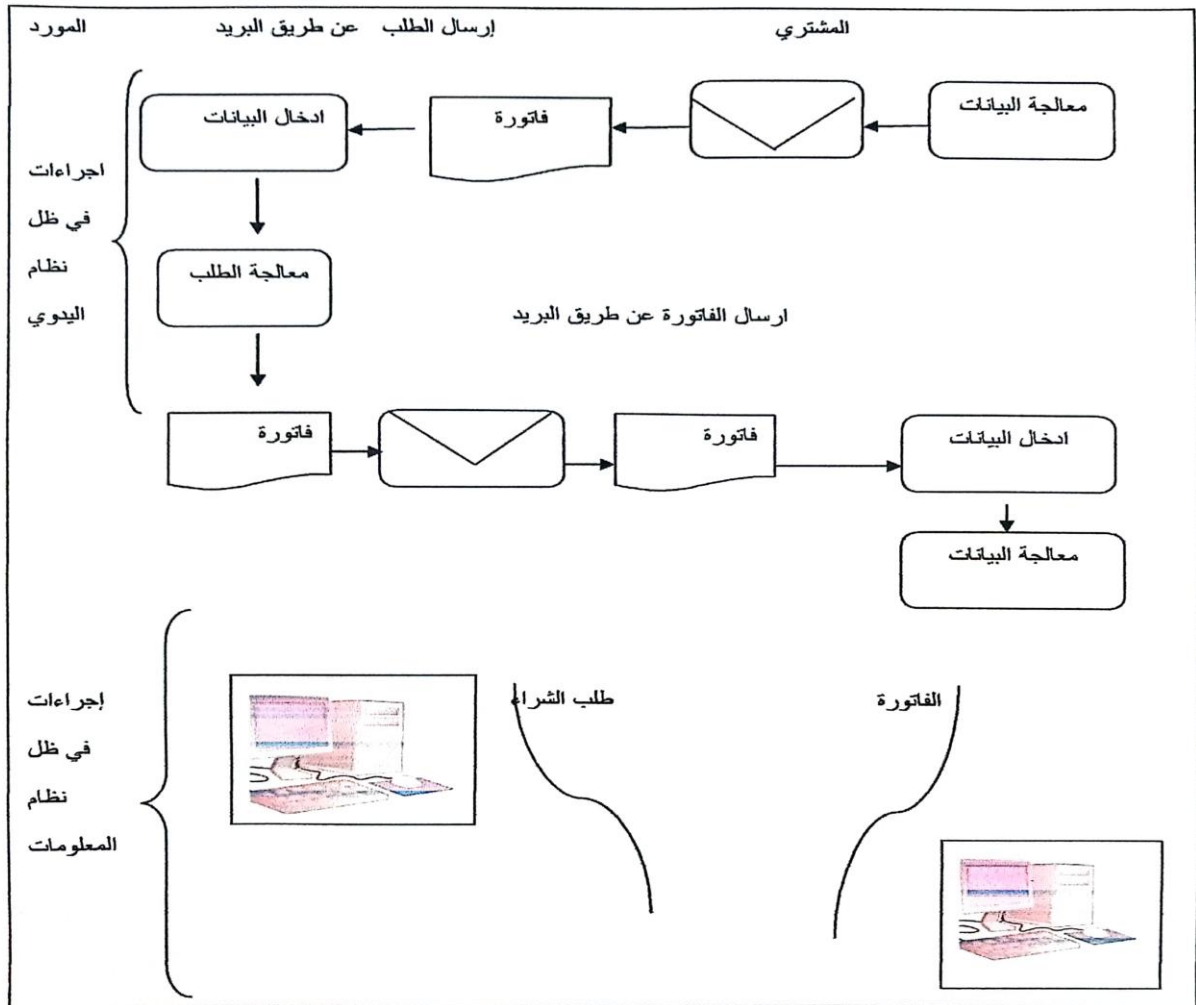 المشتري إرسال الطلب عن طريق البريد المورد
معالجة البيانات
فاتورة
ادخال البيانات
اجراءات
في ظل
نظام
اليدوي
معالجة الطلب
ارسال الفاتورة عن طريق البريد
فاتورة
فاتورة
ادخال البيانات
معالجة البيانات
إجراءات
في ظل
نظام
المعلومات
طلب الشراء
الفاتورة